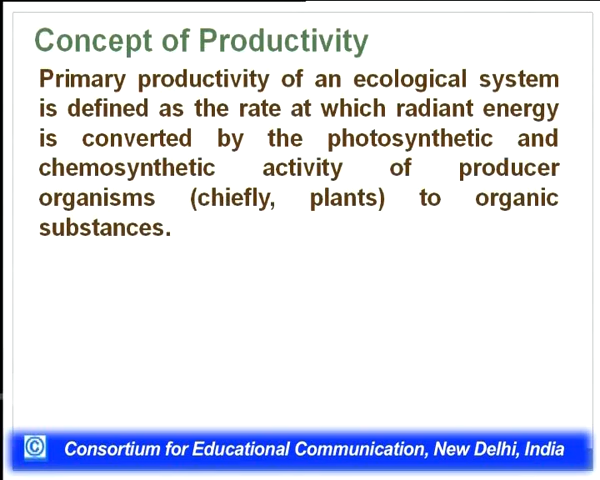 Concept of Productivity
Primary productivity of an ecological system
is defined as the rate at which radiant energy
is converted by the photosynthetic and
chemosynthetic activity of producer
organisms (chiefly, plants) to organic
substances.
© Consortium for Educational Communication, New Delhi, India